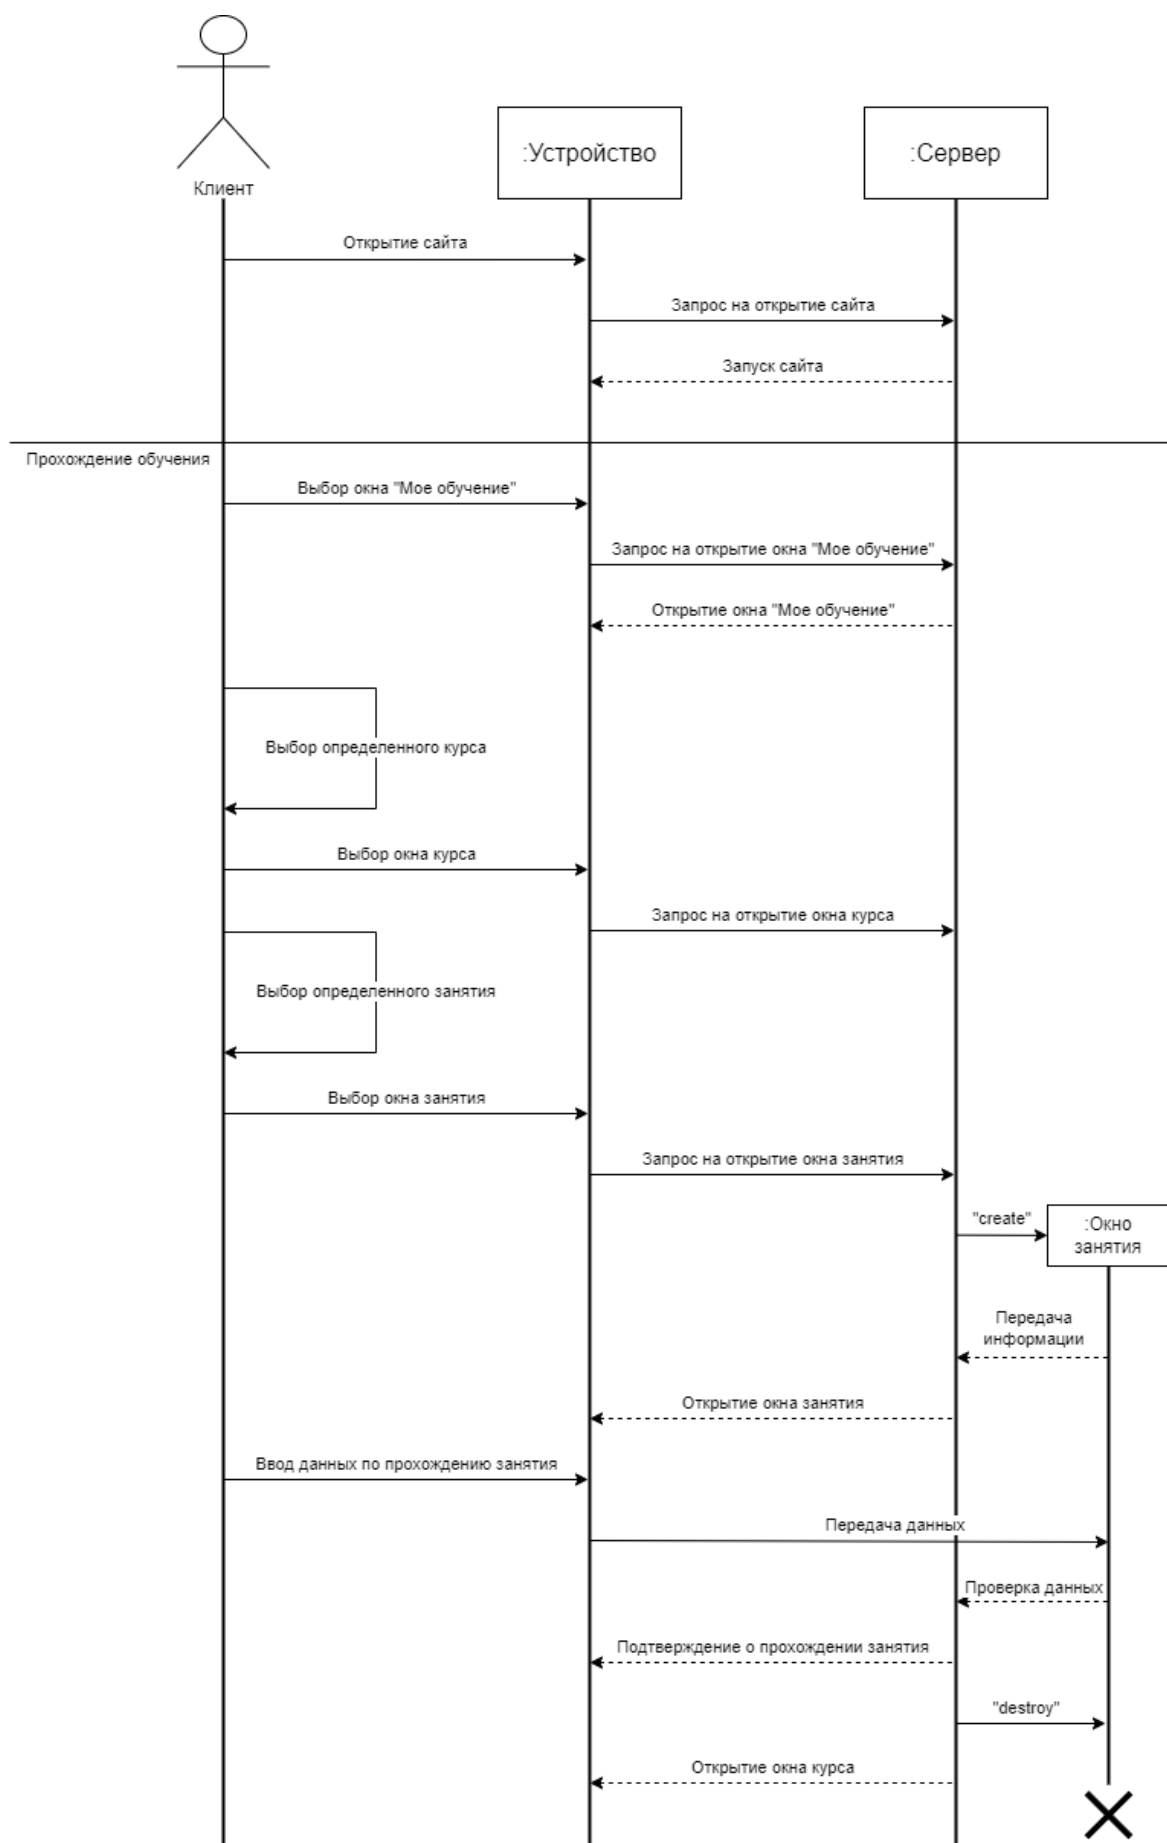 :Устройство
:Сервер
Клиент
Открытие сайта
Запрос на открытие сайта
Запуск сайта
Прохождение обучения
Выбор окна "Мое обучение"
Запрос на открытие окна "Мое обучение"
Открытие окна "Мое обучение"
Выбор определенного курса
Выбор окна курса
Запрос на открытие окна курса
Выбор определенного занятия
Выбор окна занятия
Запрос на открытие окна занятия
"create"
:Окно
занятия
Передача
информации
Открытие окна занятия
Ввод данных по прохождению занятия
Передача данных
Проверка данных
Подтверждение о прохождении занятия
"destroy"
Открытие окна курса